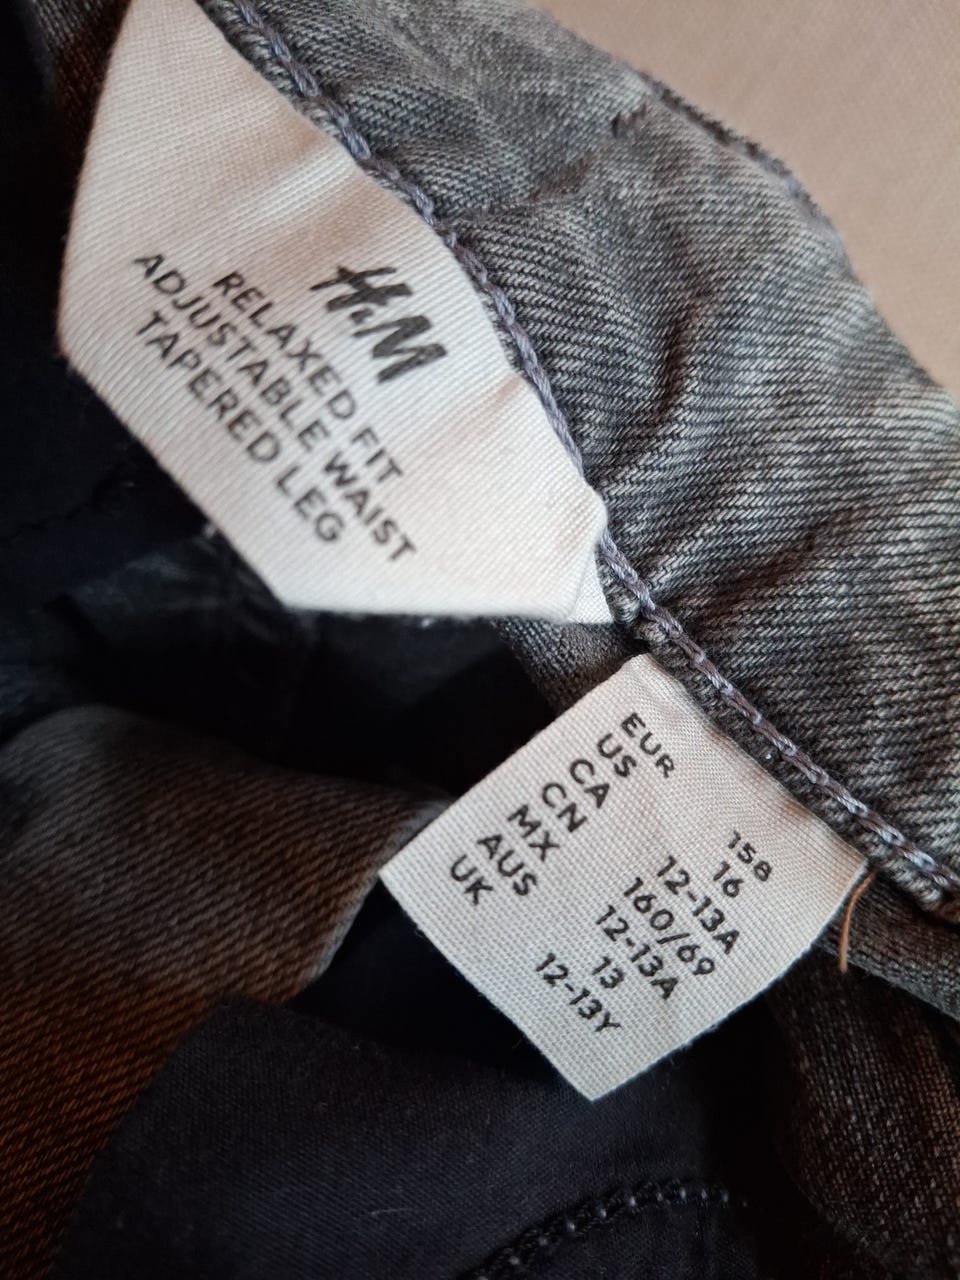 H&M
RELAXED FIT
ADJUSTABLE WAIST
TAPERED LEG
EUR 158
US 16
CA 12-13A
CN 160/69
MX 12-13A
AUS 13
UK 12-13Y